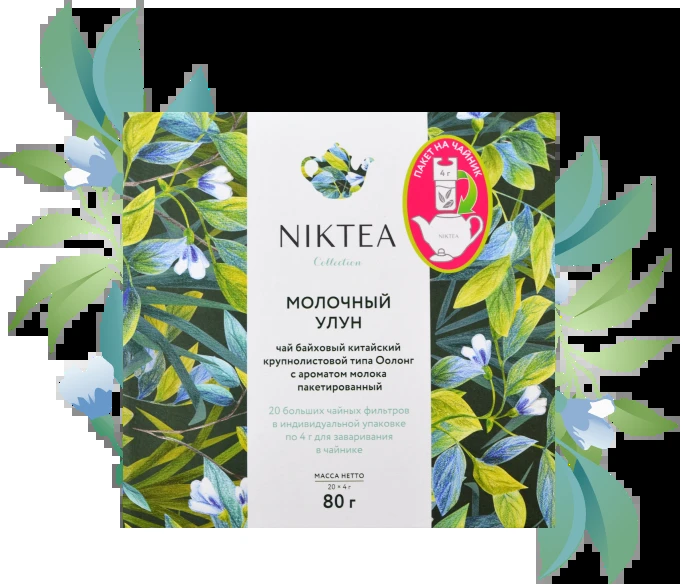 ПАКЕТ НА ЧАЙНИК
4 г
NIKTEA
NIKTEA
Collection
МОЛОЧНЫЙ
УЛУН
чай байховый китайский
крупнолистовой типа Оолонг
с ароматом молока
пакетированный
20 больших чайных фильтров
в индивидуальной упаковке
по 4 г для заваривания
в чайнике
МАССА НЕТТО
20 × 4 г
80 г